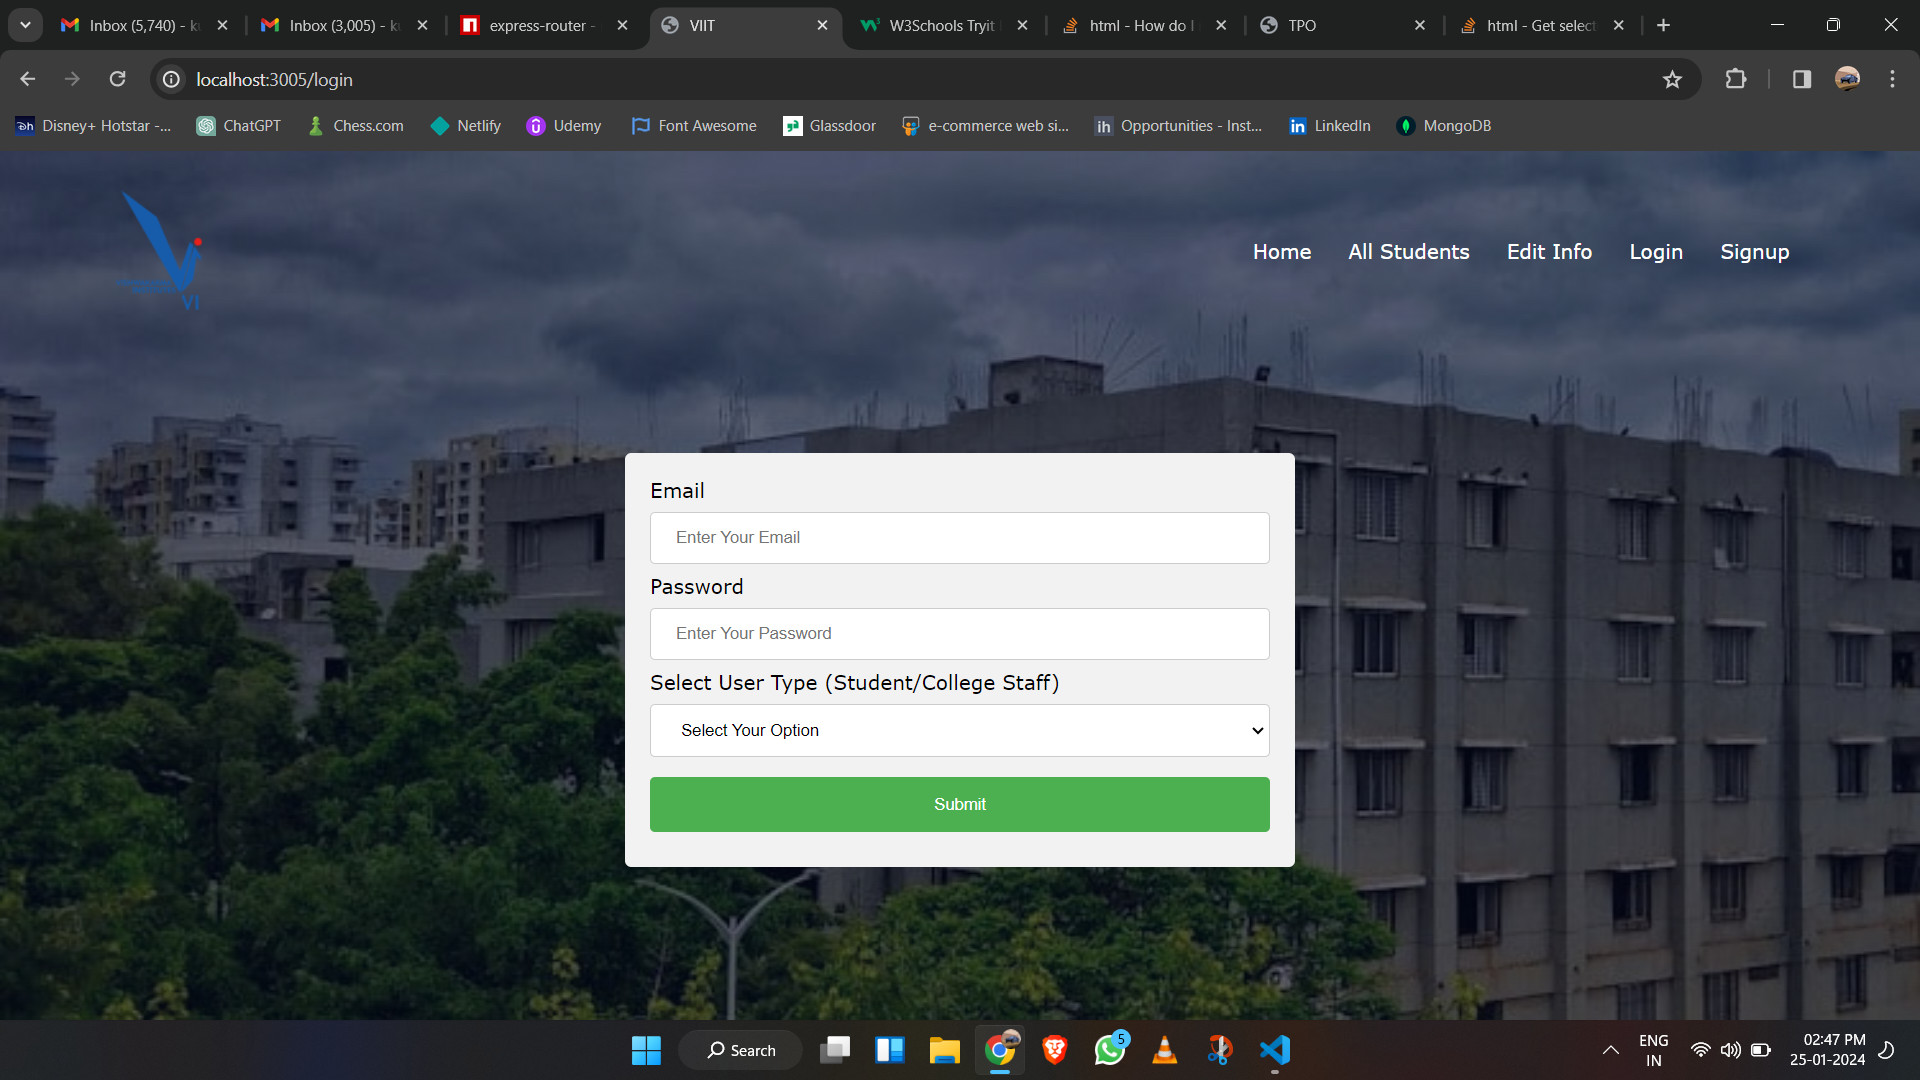 Inbox (5,740) - k
Inbox (3,005) - k
express-router -
VIIT
W3Schools Tryit
html - How do I
TPO
html - Get select
localhost:3005/login
Disney+ Hotstar -...
ChatGPT
Chess.com
Netlify
Udemy
Font Awesome
Glassdoor
e-commerce web si...
Opportunities - Inst...
LinkedIn
MongoDB
VI
Home
All Students
Edit Info
Login
Signup
Email
Enter Your Email
Password
Enter Your Password
Select User Type (Student/College Staff)
Select Your Option
Submit
Search
5
ENG
IN
02:47 PM
25-01-2024